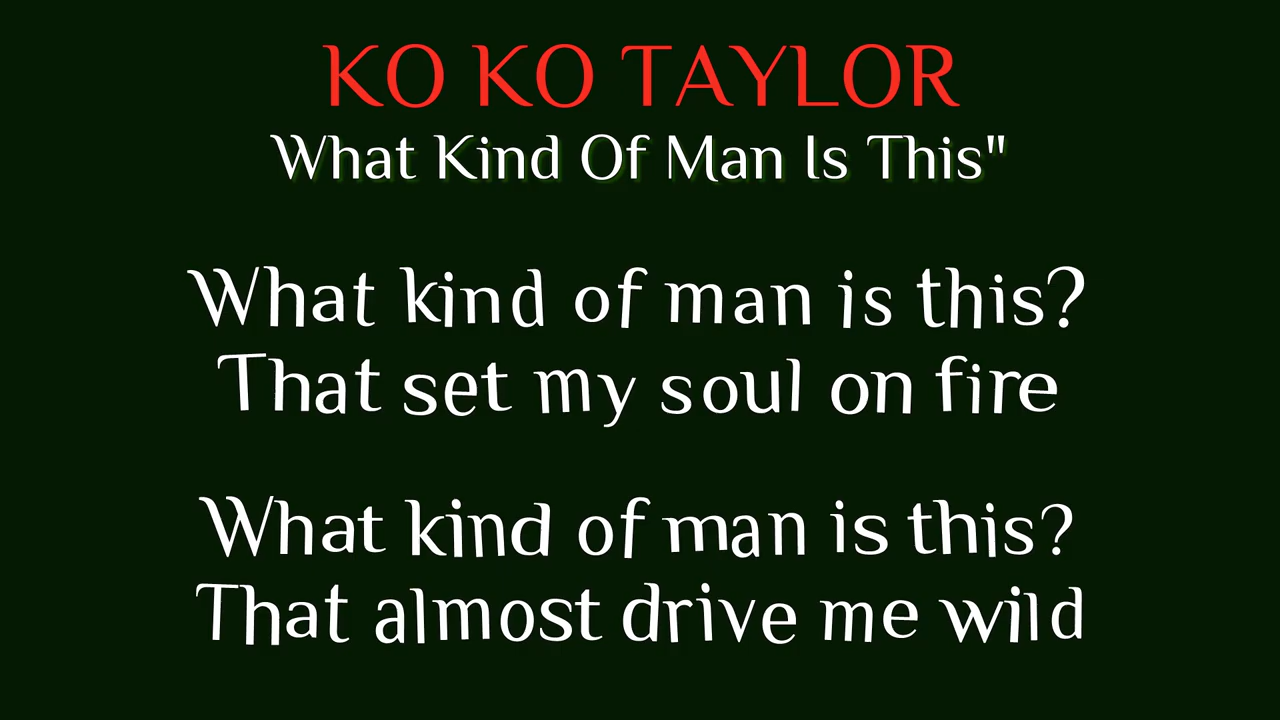 KO KO TAYLOR
What Kind Of Man Is This"
What kind of man is this?
That set my soul on fire
What kind of man is this?
That almost drive me wild